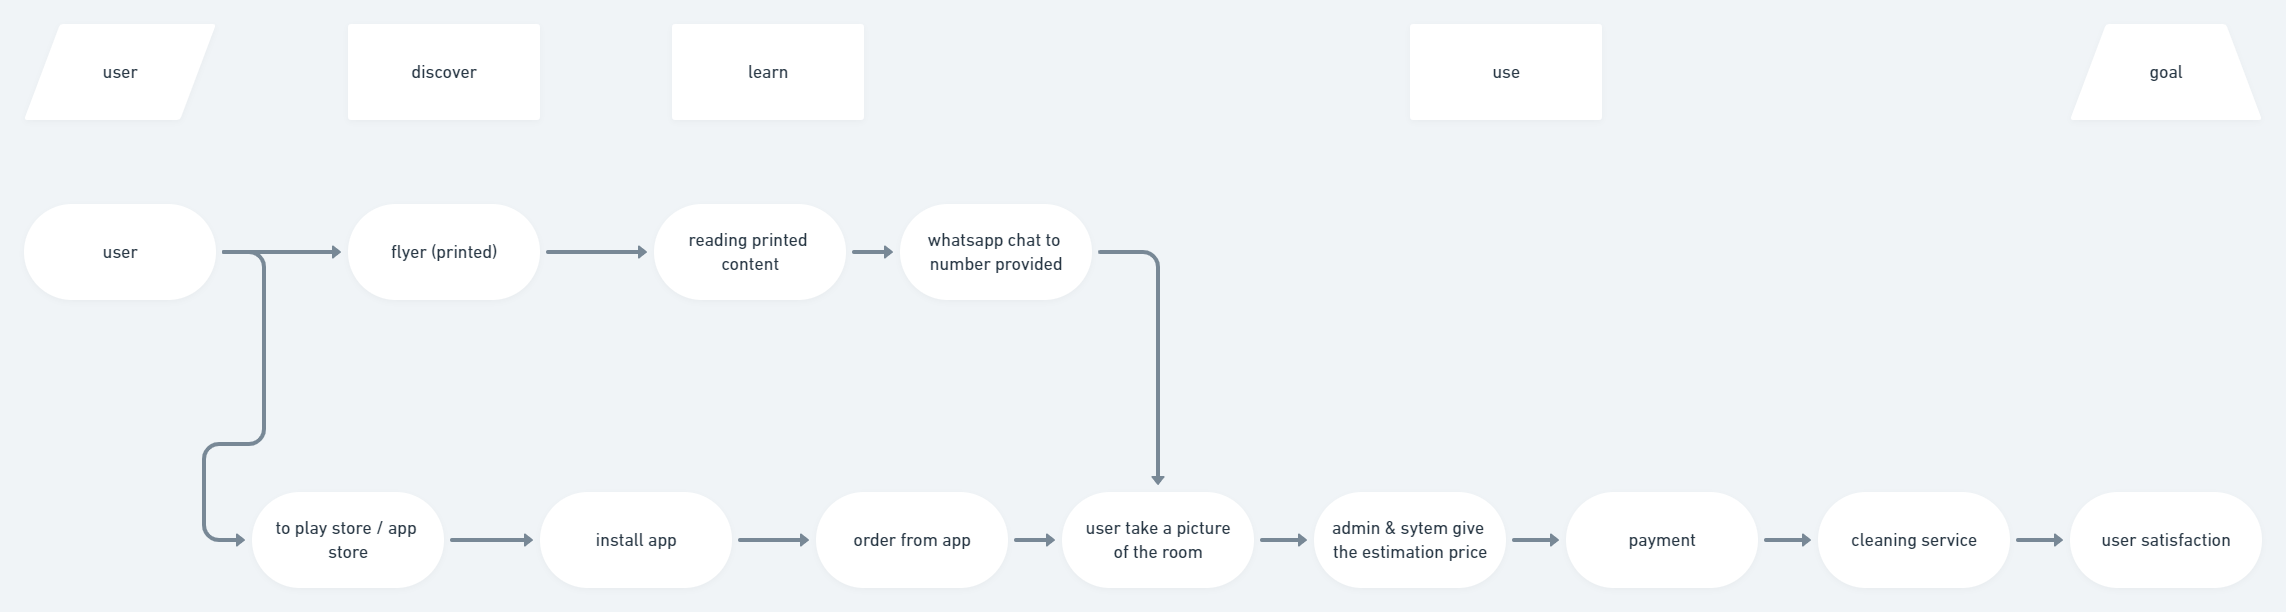 user
discover
learn
use
goal
user
flyer (printed)
reading printed
content
whatsapp chat to
number provided
to play store / app
store
install app
order from app
user take a picture
of the room
admin & sytem give
the estimation price
payment
cleaning service
user satisfaction